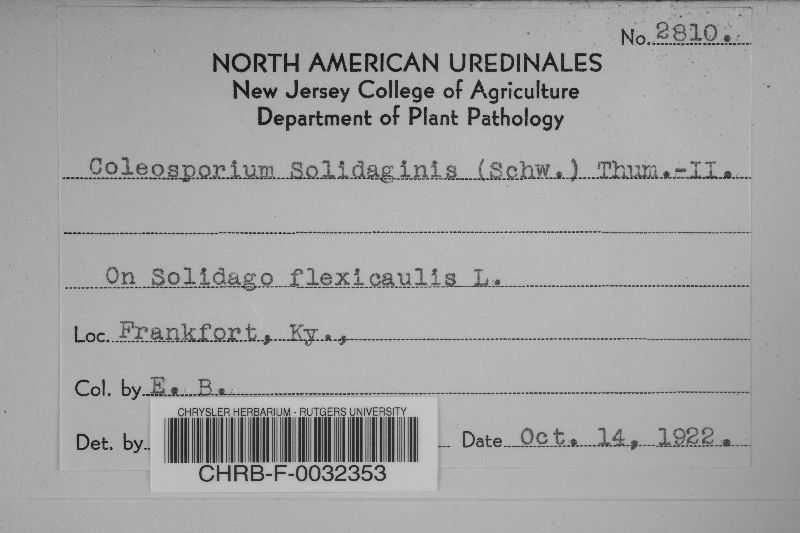 No. 2810.
NORTH AMERICAN UREDINALES
New Jersey College of Agriculture
Department of Plant Pathology
Coleosporium Solidaginis (Schw.) Thum.-II.
On Solidago flexicaulis L.
Loc. Frankfort, Ky.,
Col. by E. B.
CHRYSLER HERBARIUM - RUTGERS UNIVERSITY
Det. by Date Oct. 14, 1922.
CHRB-F-0032353